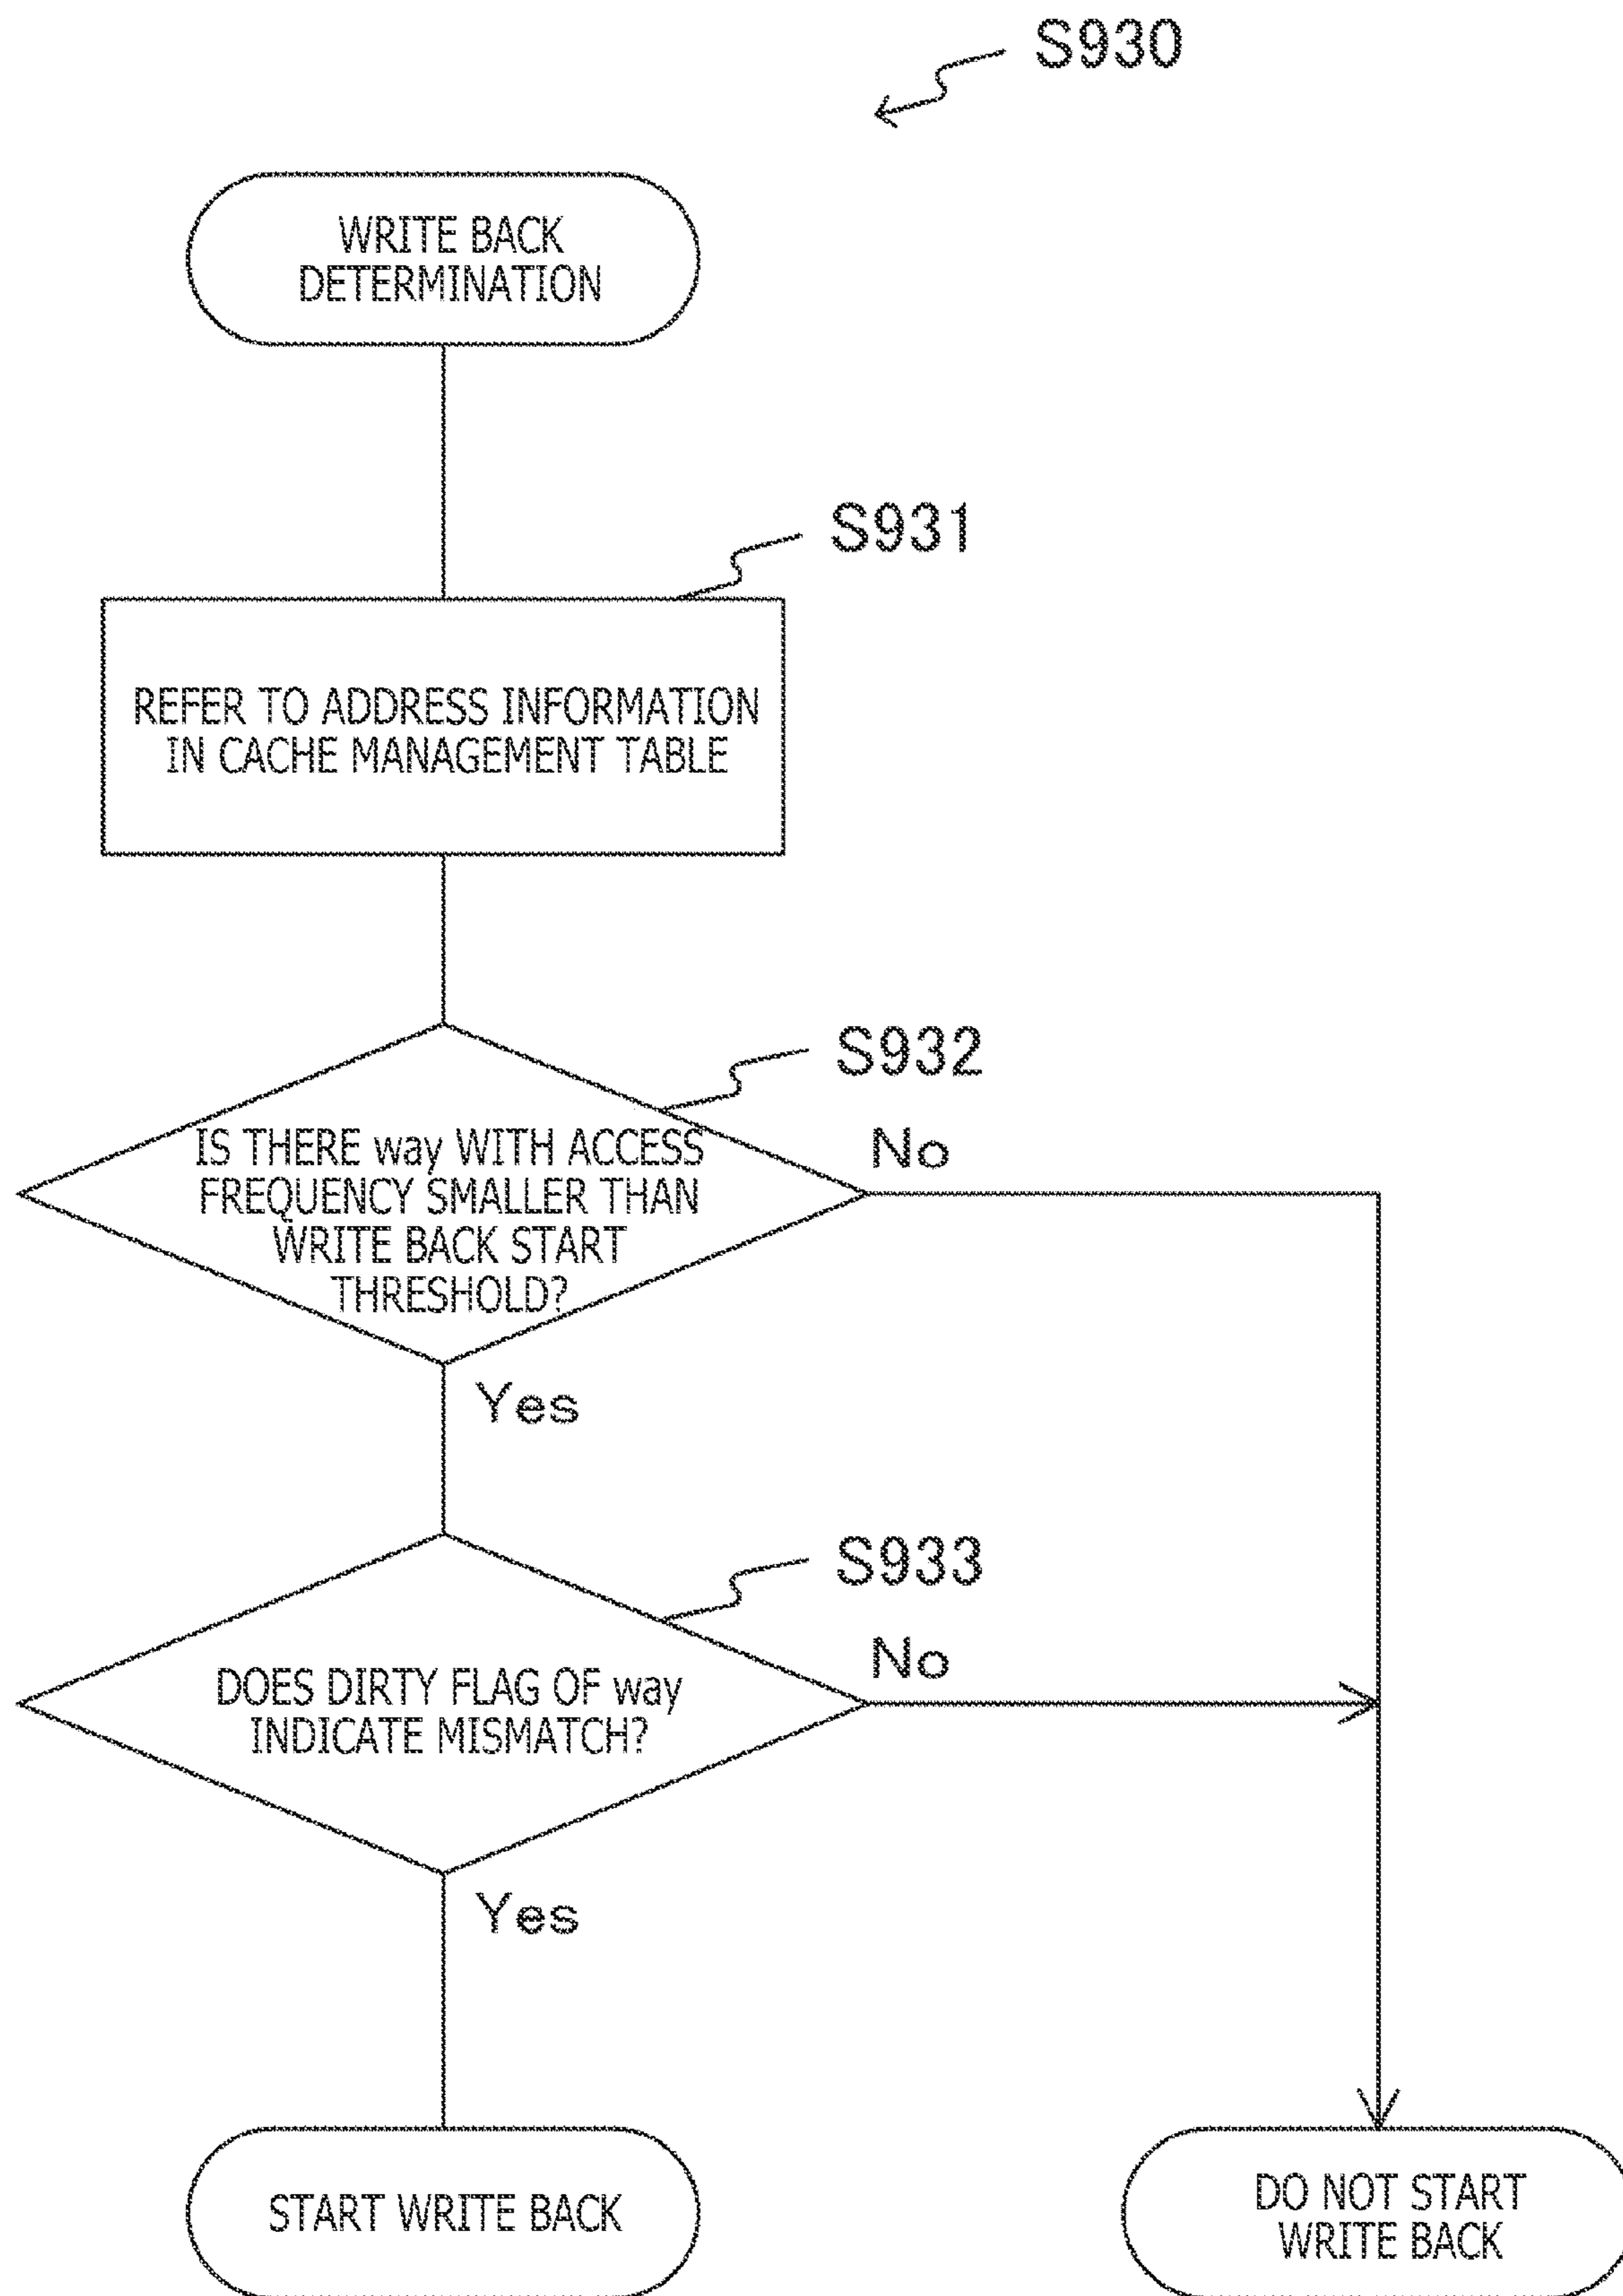 S930
WRITE BACK
DETERMINATION
S931
REFER TO ADDRESS INFORMATION
IN CACHE MANAGEMENT TABLE
S932
IS THERE way WITH ACCESS
FREQUENCY SMALLER THAN
WRITE BACK START
THRESHOLD?
No
Yes
S933
DOES DIRTY FLAG OF way
INDICATE MISMATCH?
No
Yes
START WRITE BACK
DO NOT START
WRITE BACK